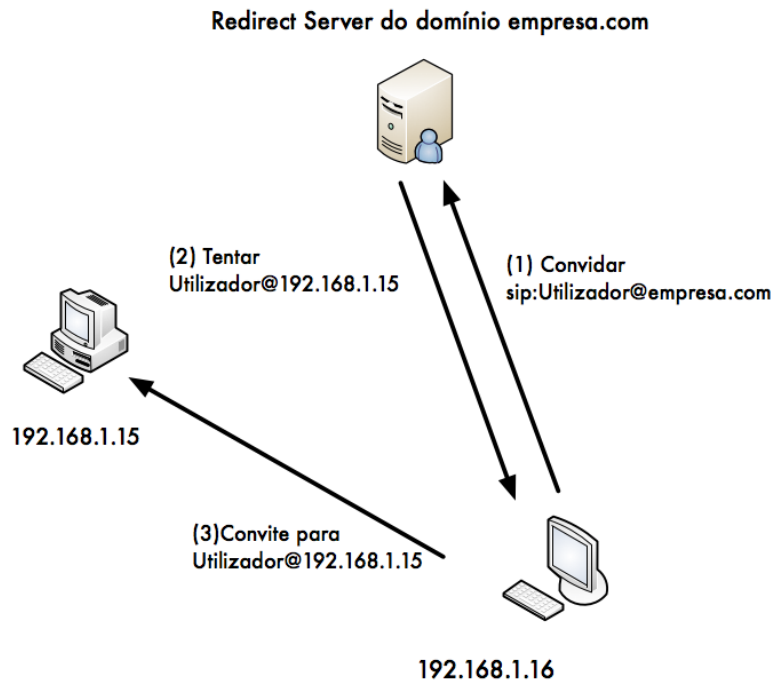 Redirect Server do domínio empresa.com
(2) Tentar
Utilizador@192.168.1.15
(1) Convidar
sip:Utilizador@empresa.com
192.168.1.15
(3)Convite para
Utilizador@192.168.1.15
192.168.1.16